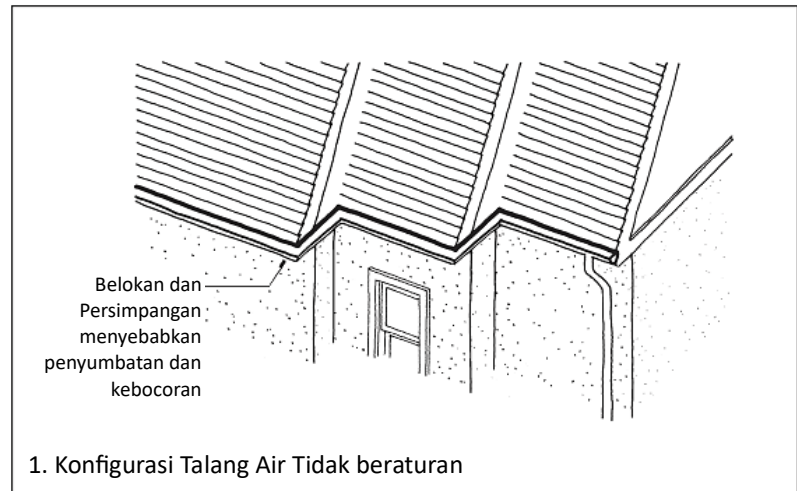 Belokan dan
Persimpangan
menyebabkan
penyumbatan dan
kebocoran
1. Konfigurasi Talang Air Tidak beraturan